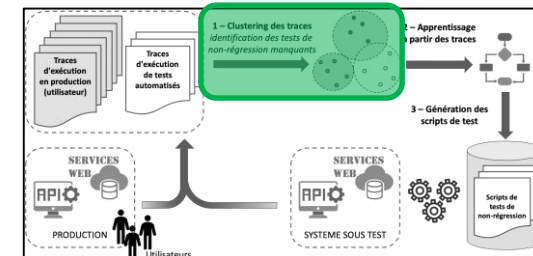 Traces
d'exécution
en production
(utilisateur)
Traces
d'exécution
de tests
automatisés
1 – Clustering des traces
identification des tests de
non-régression manquants
2 – Apprentissage
à partir des traces
3 – Génération des
scripts de test
SERVICES
WEB
API
PRODUCTION
Utilisateurs
SERVICES
WEB
API
SYSTEME SOUS TEST
Scripts de
tests de
non-régression